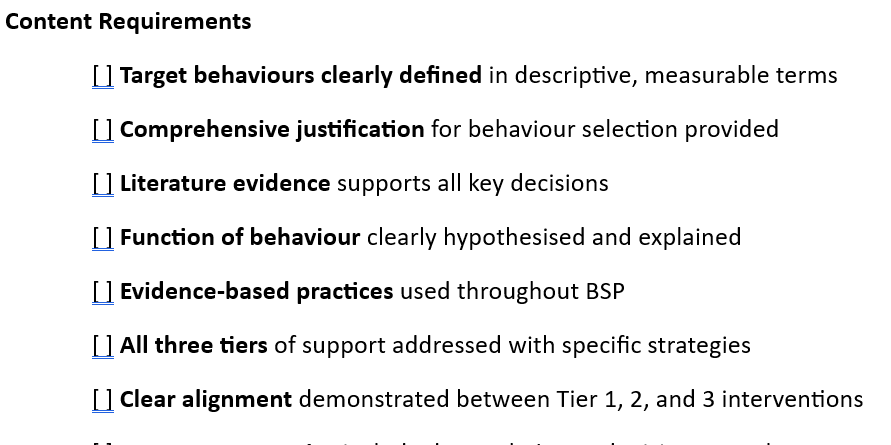 Content Requirements
[ ] Target behaviours clearly defined in descriptive, measurable terms
[ ] Comprehensive justification for behaviour selection provided
[ ] Literature evidence supports all key decisions
[ ] Function of behaviour clearly hypothesised and explained
[ ] Evidence-based practices used throughout BSP
[ ] All three tiers of support addressed with specific strategies
[ ] Clear alignment demonstrated between Tier 1, 2, and 3 interventions